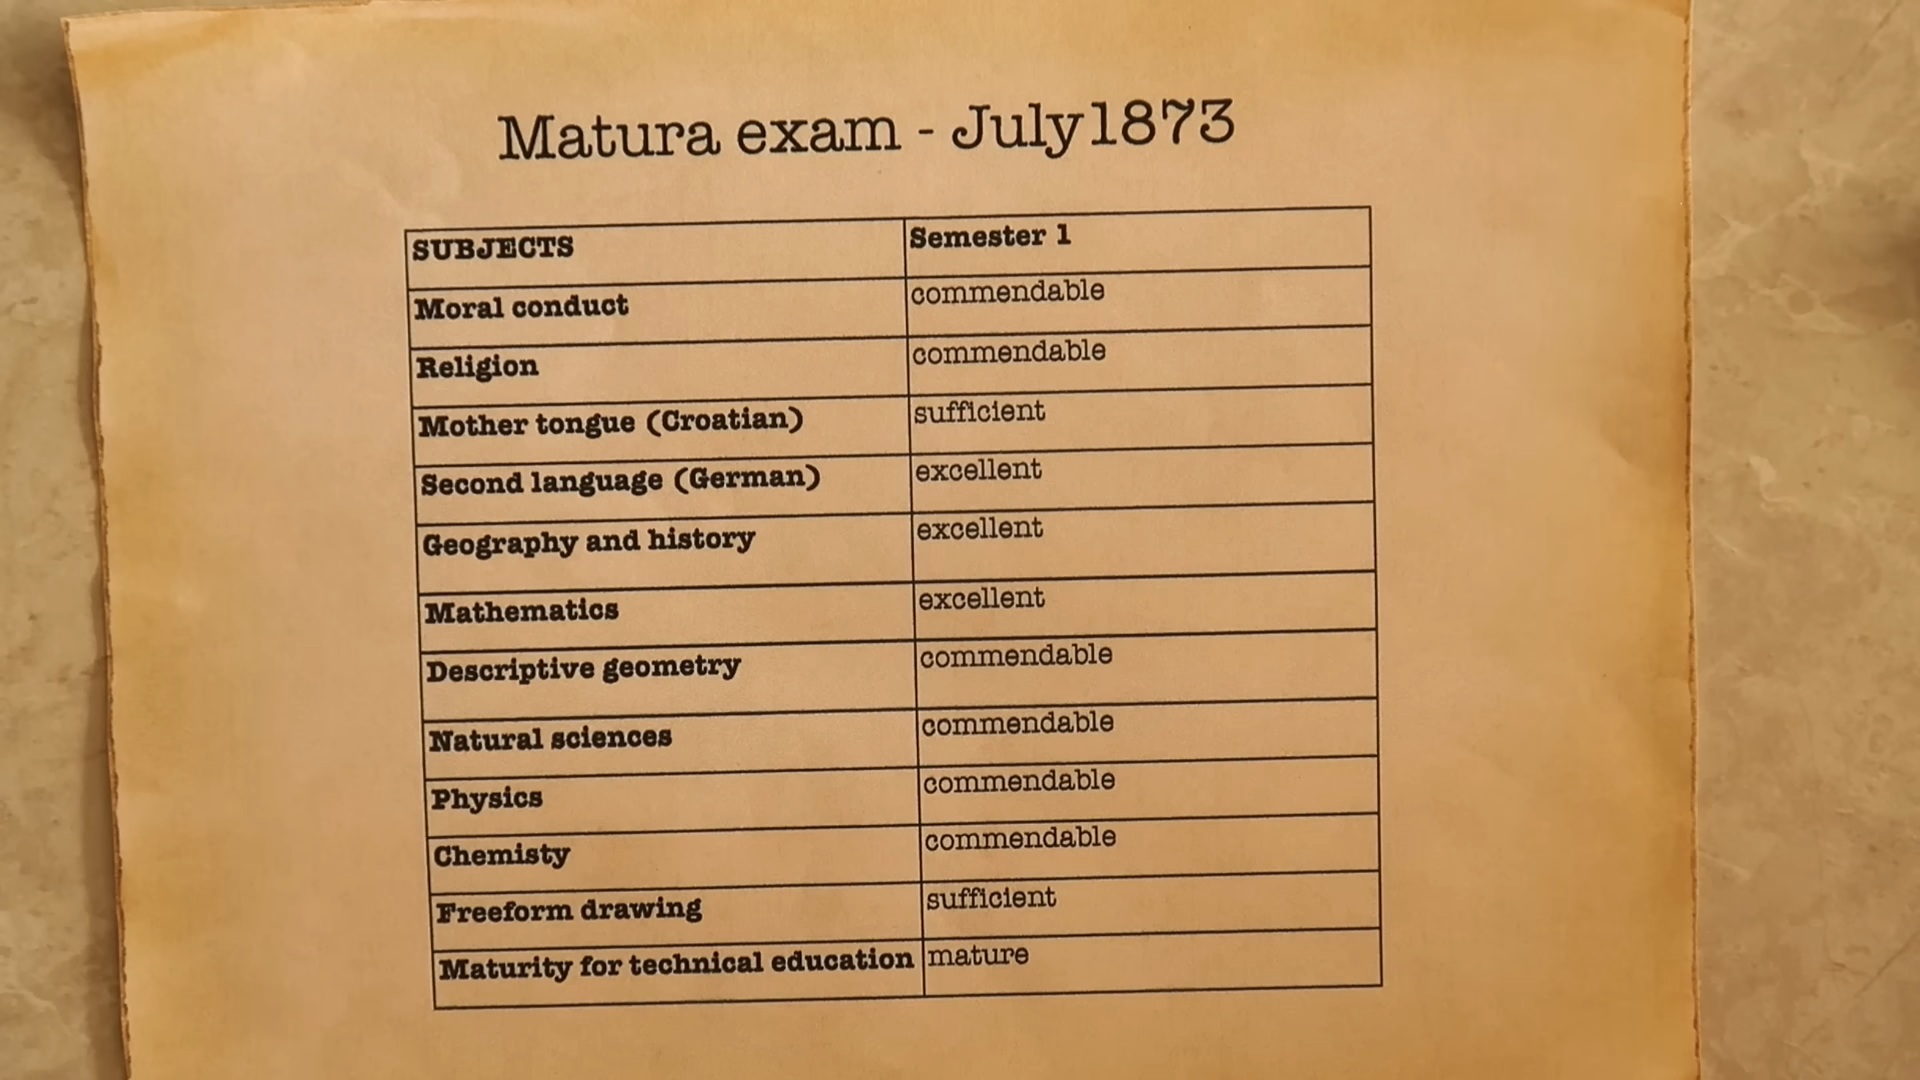 Matura exam - July1873
SUBJECTS Semester 1
Moral conduct commendable
Religion commendable
Mother tongue (Croatian) sufficient
Second language (German) excellent
Geography and history excellent
Mathematics excellent
Descriptive geometry commendable
Natural sciences commendable
Physics commendable
Chemisty commendable
Freeform drawing sufficient
Maturity for technical education mature